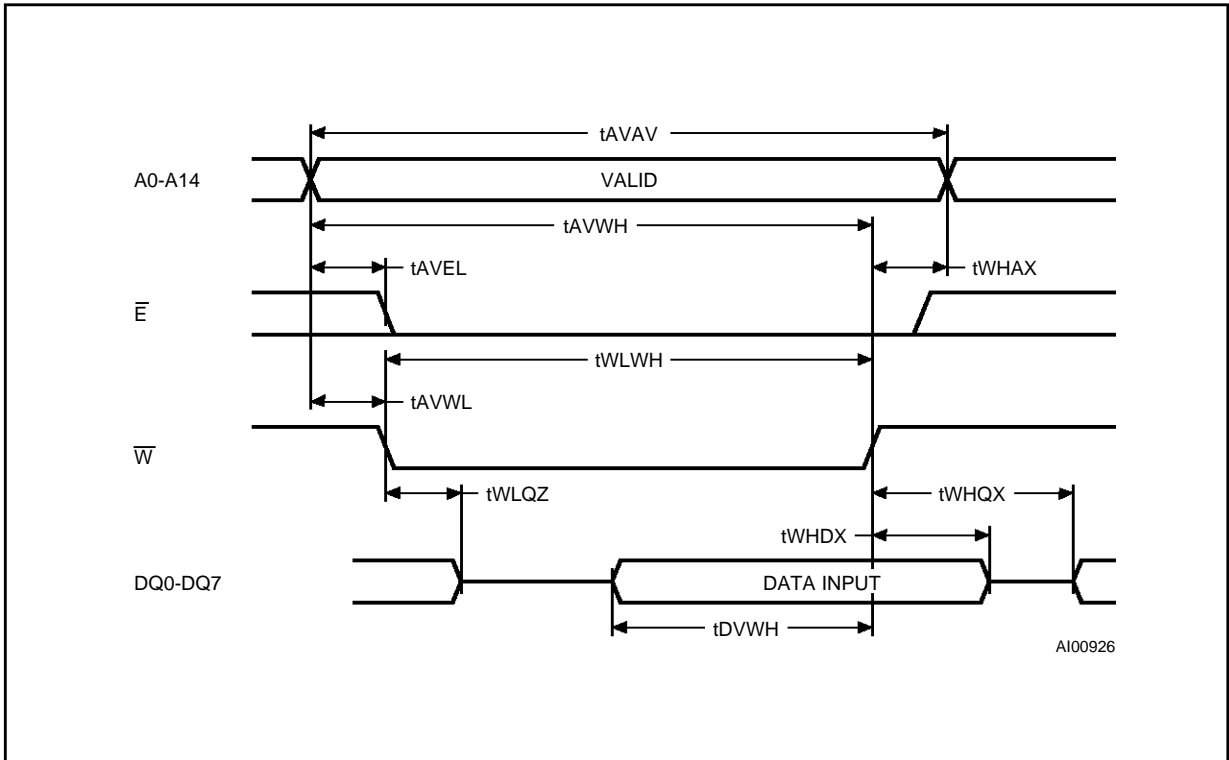 tAVAV
A0-A14
VALID
tAVWH
tAVEL
tWHAX
E̅
tWLWH
tAVWL
W̅
tWLQZ
tWHQX
tWHDX
DQ0-DQ7
DATA INPUT
tDVWH
AI00926